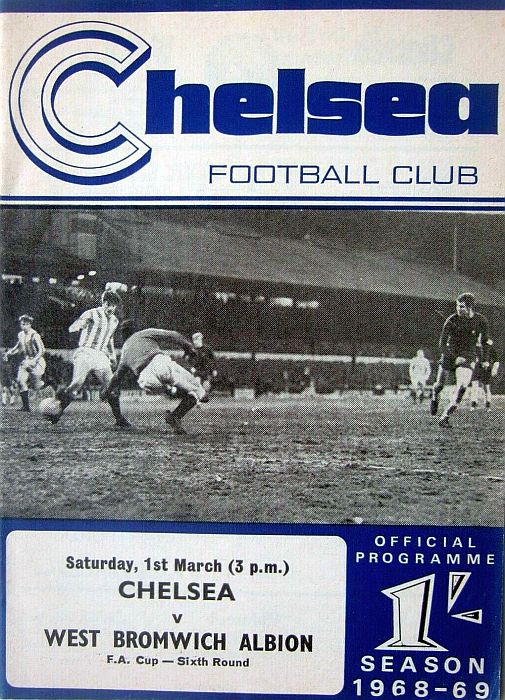 Chelsea
FOOTBALL CLUB
Saturday, 1st March (3 p.m.)
CHELSEA
v
WEST BROMWICH ALBION
F.A. Cup — Sixth Round
OFFICIAL
PROGRAMME
1/-
SEASON
1968-69